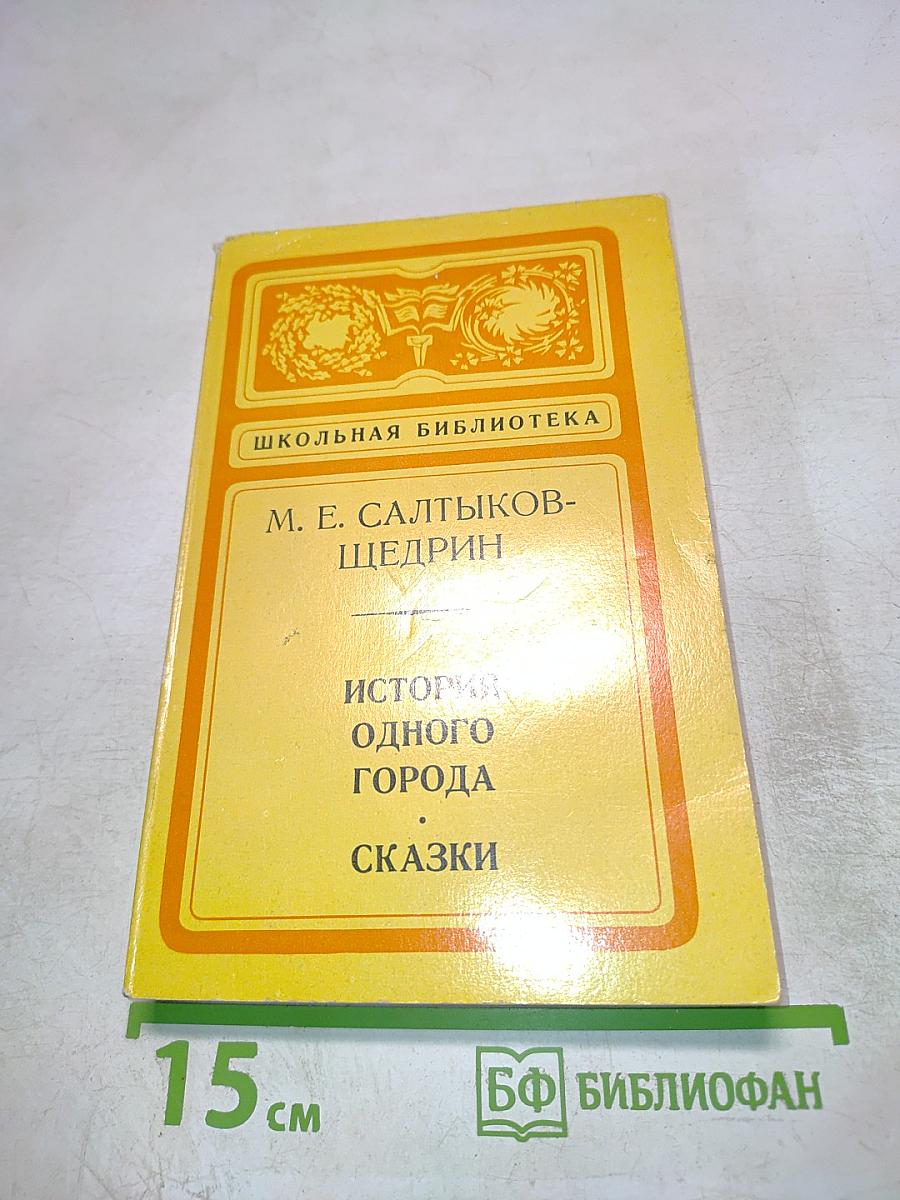 ШКОЛЬНАЯ БИБЛИОТЕКА
М. Е. САЛТЫКОВ-
ЩЕДРИН
ИСТОРИЯ
ОДНОГО
ГОРОДА
•
СКАЗКИ
15 см
БФ БИБЛИОФАН